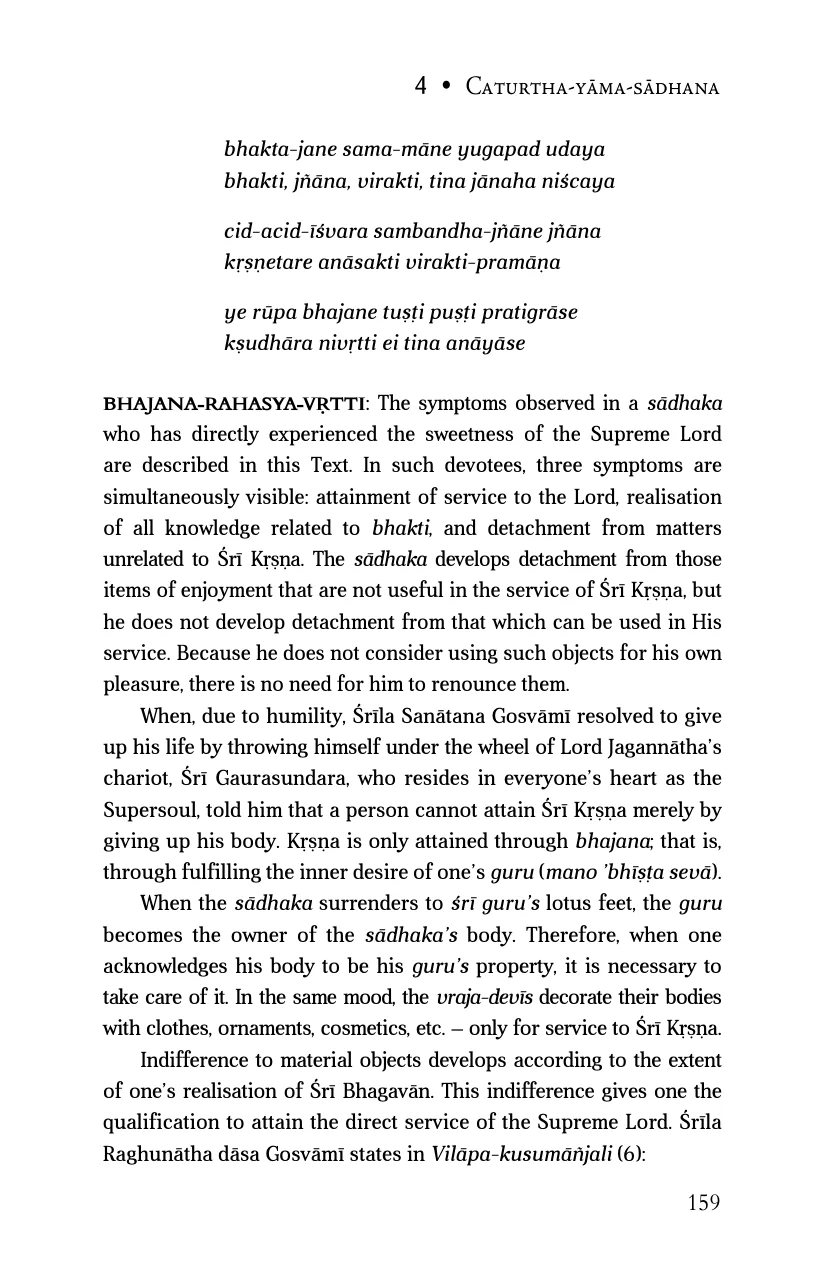 4 • Caturtha-yāma-sādhana
bhakta-jane sama-māne yugapad udaya
bhakti, jñāna, virakti, tina jānaha niścaya
cid-acid-īśvara sambandha-jñāne jñāna
kṛṣṇetare anāsakti virakti-pramāṇa
ye rūpa bhajane tuṣṭi puṣṭi pratigrāse
kṣudhāra nivṛtti ei tina anāyāse
BHAJANA-RAHASYA-VṚTTI: The symptoms observed in a sādhaka
who has directly experienced the sweetness of the Supreme Lord
are described in this Text. In such devotees, three symptoms are
simultaneously visible: attainment of service to the Lord, realisation
of all knowledge related to bhakti, and detachment from matters
unrelated to Śrī Kṛṣṇa. The sādhaka develops detachment from those
items of enjoyment that are not useful in the service of Śrī Kṛṣṇa, but
he does not develop detachment from that which can be used in His
service. Because he does not consider using such objects for his own
pleasure, there is no need for him to renounce them.
When, due to humility, Śrīla Sanātana Gosvāmī resolved to give
up his life by throwing himself under the wheel of Lord Jagannātha’s
chariot, Śrī Gaurasundara, who resides in everyone’s heart as the
Supersoul, told him that a person cannot attain Śrī Kṛṣṇa merely by
giving up his body. Kṛṣṇa is only attained through bhajana; that is,
through fulfilling the inner desire of one’s guru (mano ’bhīṣṭa sevā).
When the sādhaka surrenders to śrī guru’s lotus feet, the guru
becomes the owner of the sādhaka’s body. Therefore, when one
acknowledges his body to be his guru’s property, it is necessary to
take care of it. In the same mood, the vraja-devīs decorate their bodies
with clothes, ornaments, cosmetics, etc. – only for service to Śrī Kṛṣṇa.
Indifference to material objects develops according to the extent
of one’s realisation of Śrī Bhagavān. This indifference gives one the
qualification to attain the direct service of the Supreme Lord. Śrīla
Raghunātha dāsa Gosvāmī states in Vilāpa-kusumāñjali (6):
159